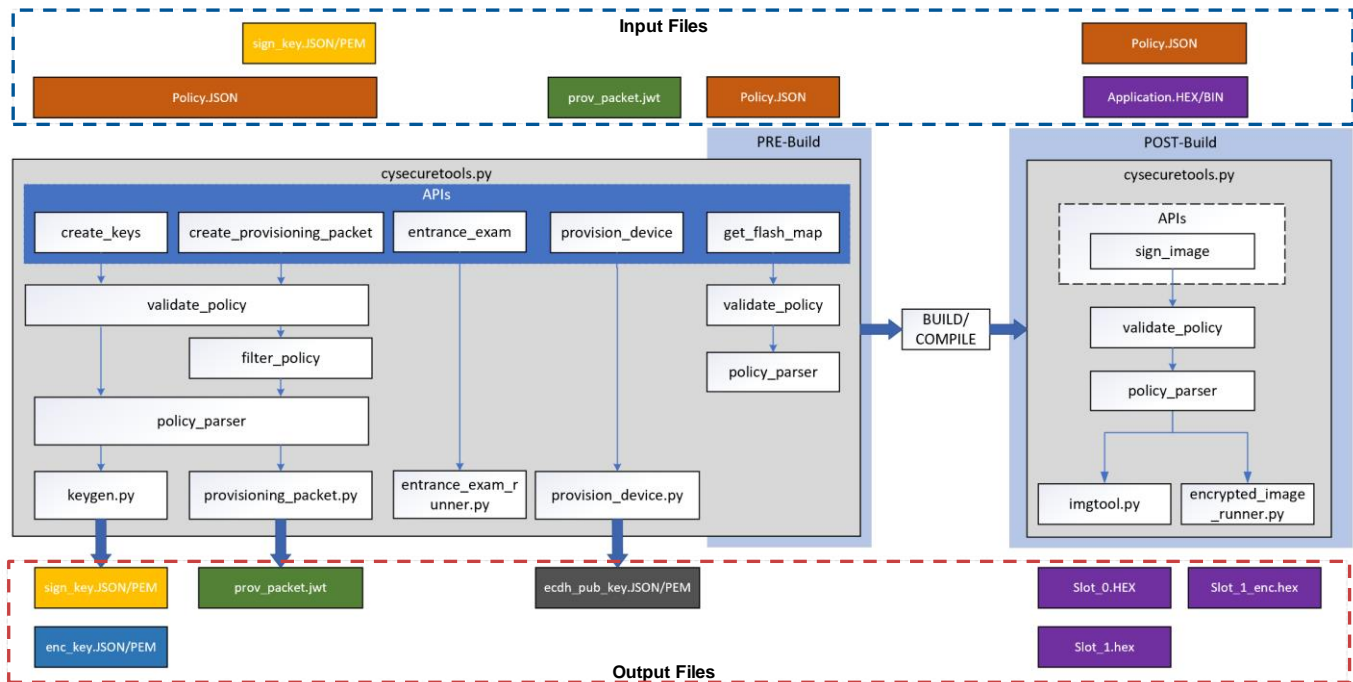 Input Files
sign_key.JSON/PEM
Policy.JSON
Policy.JSON
prov_packet.jwt
Policy.JSON
Application.HEX/BIN
PRE-Build
POST-Build
cysecuretools.py
cysecuretools.py
APIs
APIs
create_keys
create_provisioning_packet
entrance_exam
provision_device
get_flash_map
sign_image
validate_policy
validate_policy
validate_policy
BUILD/
COMPILE
filter_policy
policy_parser
policy_parser
policy_parser
keygen.py
provisioning_packet.py
entrance_exam_r
unner.py
provision_device.py
imgtool.py
encrypted_image
_runner.py
sign_key.JSON/PEM
prov_packet.jwt
ecdh_pub_key.JSON/PEM
Slot_0.HEX
Slot_1_enc.hex
enc_key.JSON/PEM
Slot_1.hex
Output Files